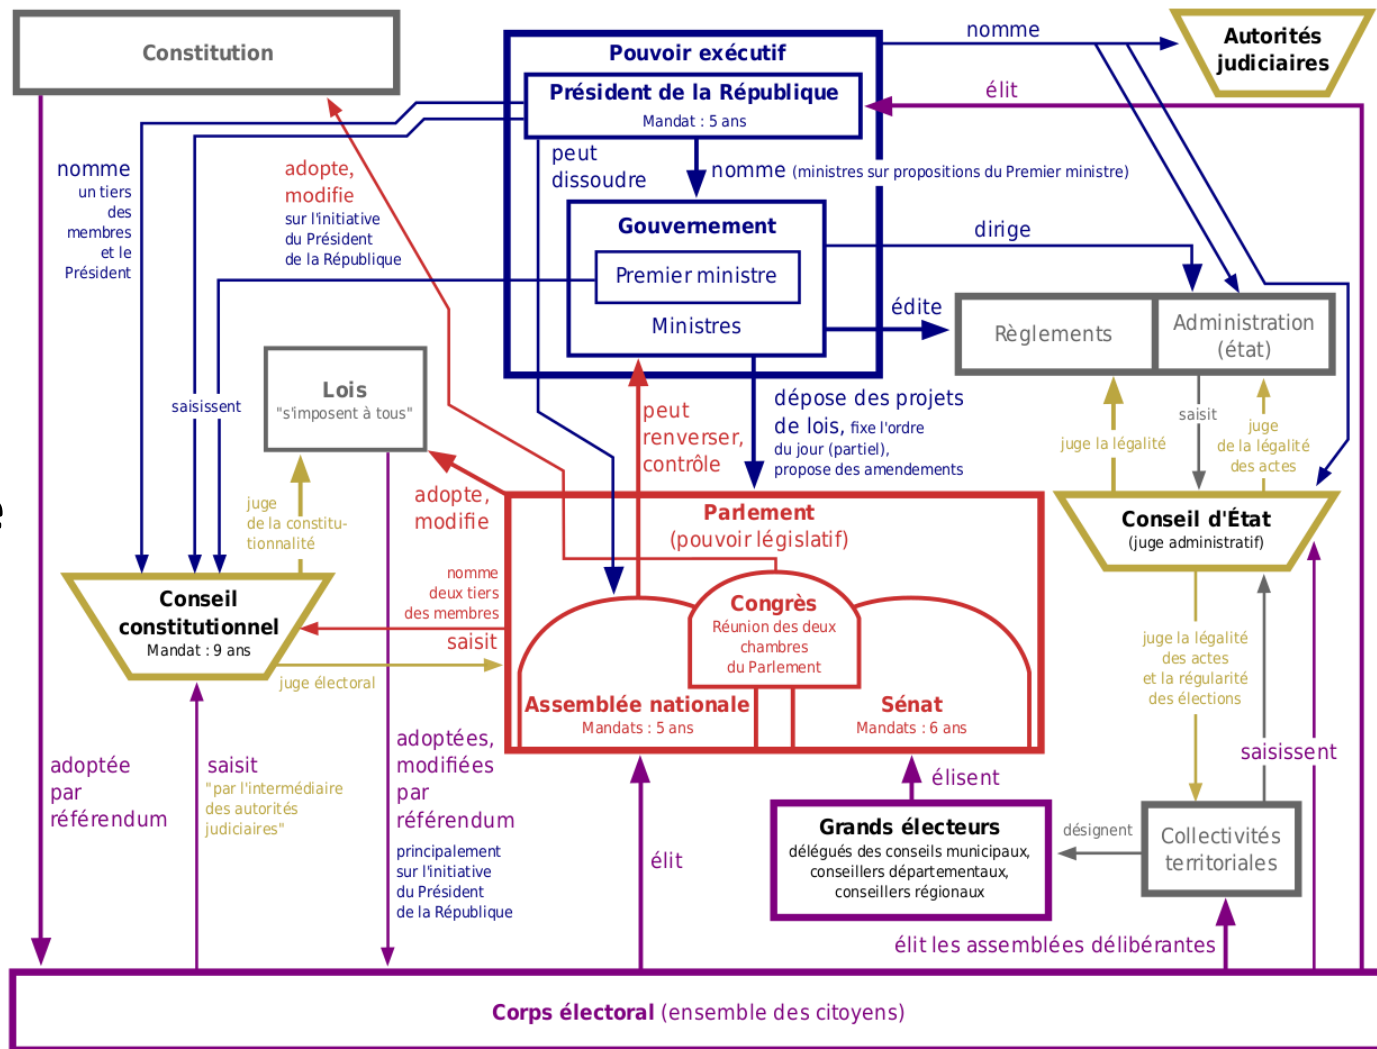 Constitution
Pouvoir exécutif
Président de la République
Mandat : 5 ans
nomme
Autorités
judiciaires
élit
peut
dissoudre
nomme (ministres sur propositions du Premier ministre)
nomme
un tiers
des
membres
et le
Président
adopte,
modifie
sur l'initiative
du Président
de la République
Gouvernement
Premier ministre
Ministres
dirige
édite
Règlements
Administration
(état)
Lois
"s'imposent à tous"
saisissent
peut
renverser,
contrôle
dépose des projets
de lois, fixe l'ordre
du jour (partiel),
propose des amendements
juge la légalité
saisit
juge
de la légalité
des actes
e
juge
de la constitu-
tionnalité
adopte,
modifie
Parlement
(pouvoir législatif)
Conseil d'État
(juge administratif)
Conseil
constitutionnel
Mandat : 9 ans
nomme
deux tiers
des membres
saisit
juge électoral
Congrès
Réunion des deux
chambres
du Parlement
Assemblée nationale
Mandats : 5 ans
Sénat
Mandats : 6 ans
juge la légalité
des actes
et la régularité
des élections
saisissent
adoptée
par
référendum
saisit
"par l'intermédiaire
des autorités
judiciaires"
adoptées,
modifiées
par
référendum
principalement
sur l'initiative
du Président
de la République
élit
élisent
Grands électeurs
délégués des conseils municipaux,
conseillers départementaux,
conseillers régionaux
désignent
Collectivités
territoriales
élit les assemblées délibérantes
Corps électoral (ensemble des citoyens)